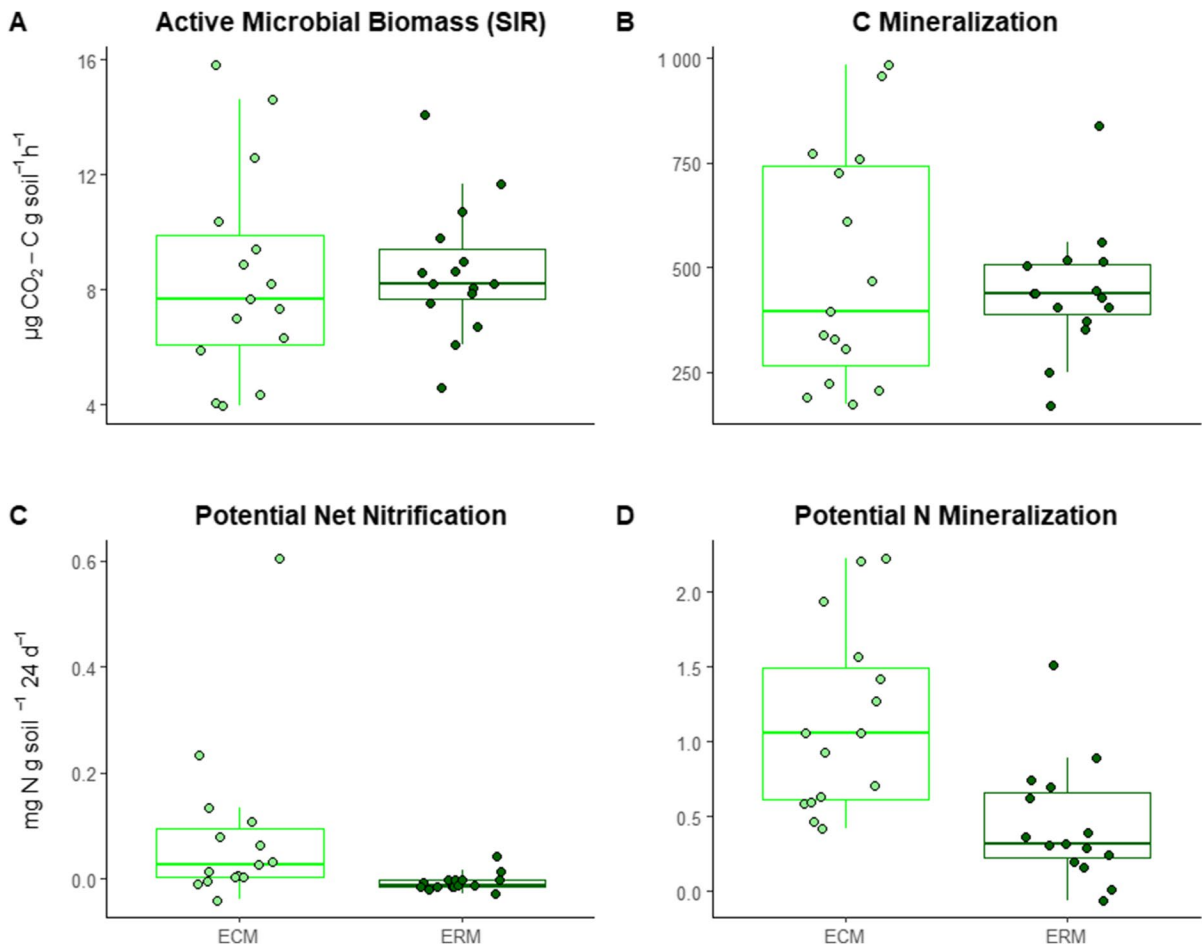 A Active Microbial Biomass (SIR)
B C Mineralization
µg CO₂ – C g soil⁻¹h⁻¹
16
12
8
4
1 000
750
500
250
C Potential Net Nitrification
D Potential N Mineralization
mg N g soil ⁻¹ 24 d⁻¹
0.6
0.4
0.2
0.0
2.0
1.5
1.0
0.5
0.0
ECM ERM
ECM ERM